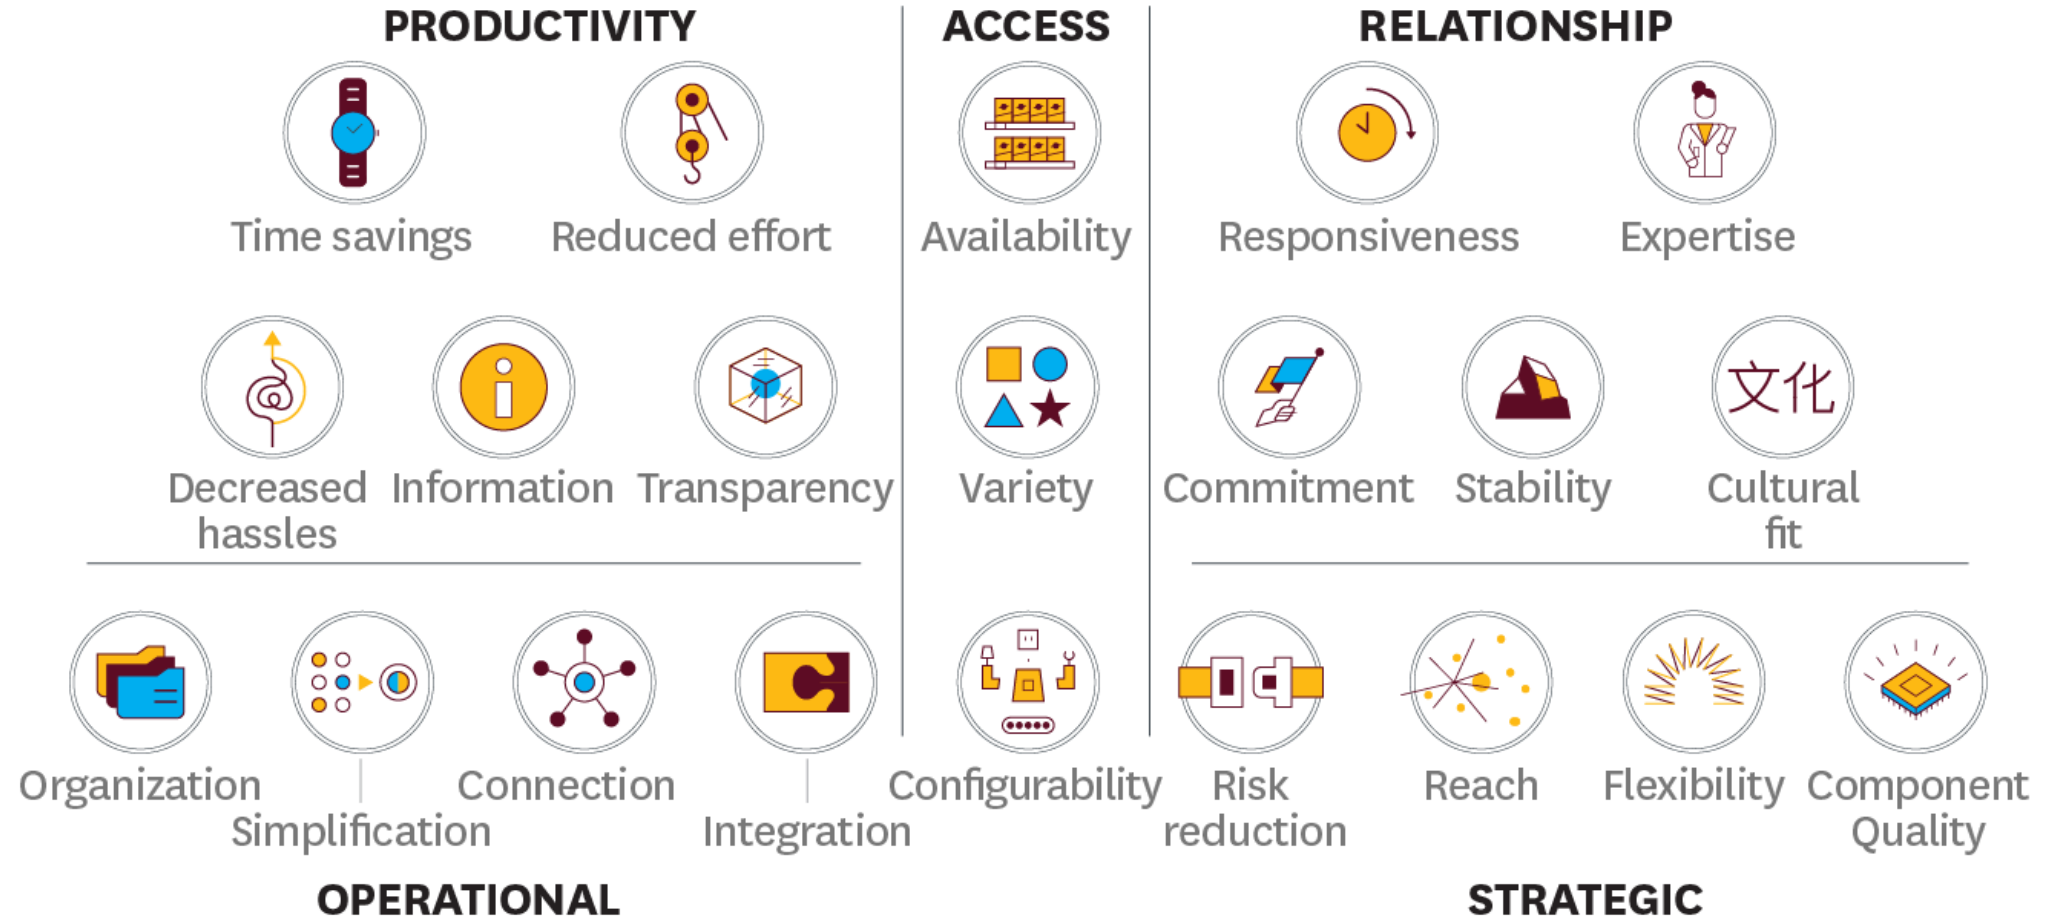 PRODUCTIVITY
ACCESS
RELATIONSHIP
Time savings
Reduced effort
Availability
Responsiveness
Expertise
文化
Decreased
hassles
Information
Transparency
Variety
Commitment
Stability
Cultural
fit
Organization
Simplification
Connection
Integration
Configurability
Risk
reduction
Reach
Flexibility
Component
Quality
OPERATIONAL
STRATEGIC